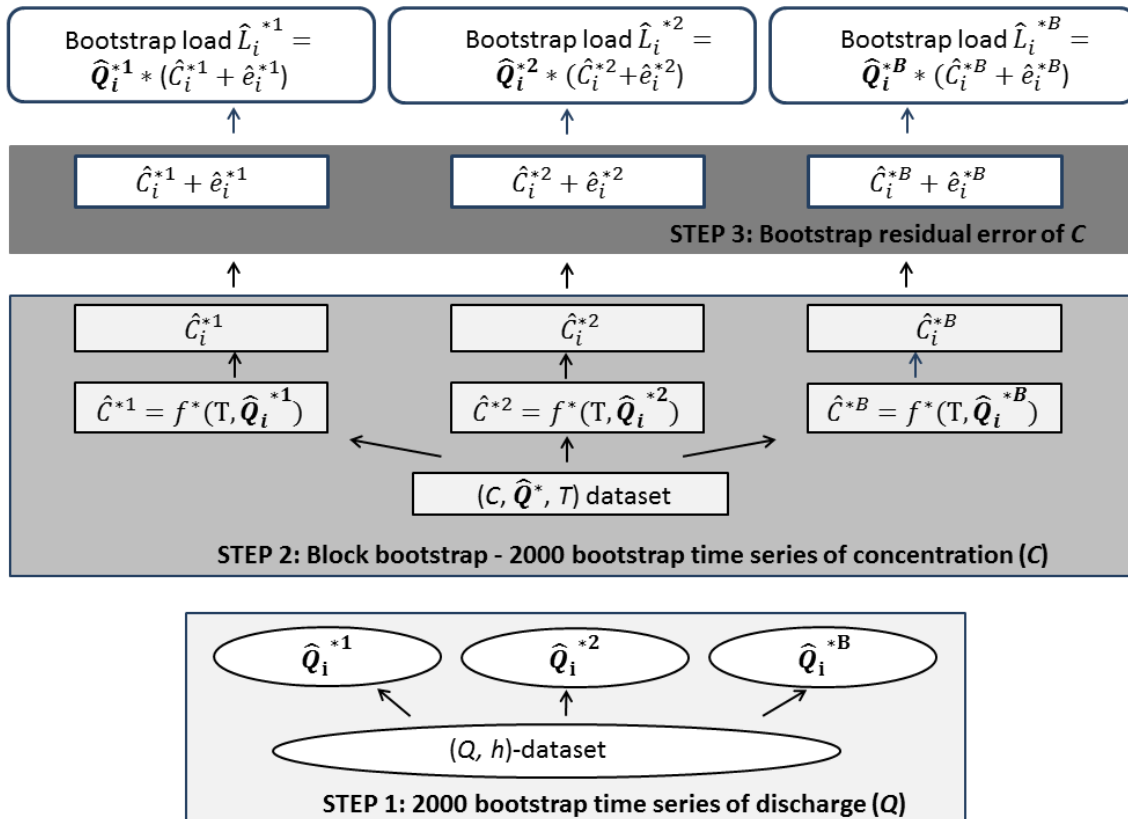 Bootstrap load L̂ᵢ*¹ =
Q̂ᵢ*¹ * (Ĉᵢ*¹ + êᵢ*¹)
Bootstrap load L̂ᵢ*² =
Q̂ᵢ*² * (Ĉᵢ*²+êᵢ*²)
Bootstrap load L̂ᵢ*ᴮ =
Q̂ᵢ*ᴮ * (Ĉᵢ*ᴮ + êᵢ*ᴮ)
Ĉᵢ*¹ + êᵢ*¹
Ĉᵢ*² + êᵢ*²
Ĉᵢ*ᴮ + êᵢ*ᴮ
STEP 3: Bootstrap residual error of C
Ĉᵢ*¹
Ĉᵢ*²
Ĉᵢ*ᴮ
Ĉ*¹ = f*(T, Q̂ᵢ*¹)
Ĉ*² = f*(T, Q̂ᵢ*²)
Ĉ*ᴮ = f*(T, Q̂ᵢ*ᴮ)
(C, Q̂*, T) dataset
STEP 2: Block bootstrap - 2000 bootstrap time series of concentration (C)
Q̂ᵢ*¹
Q̂ᵢ*²
Q̂ᵢ*ᴮ
(Q, h)-dataset
STEP 1: 2000 bootstrap time series of discharge (Q)